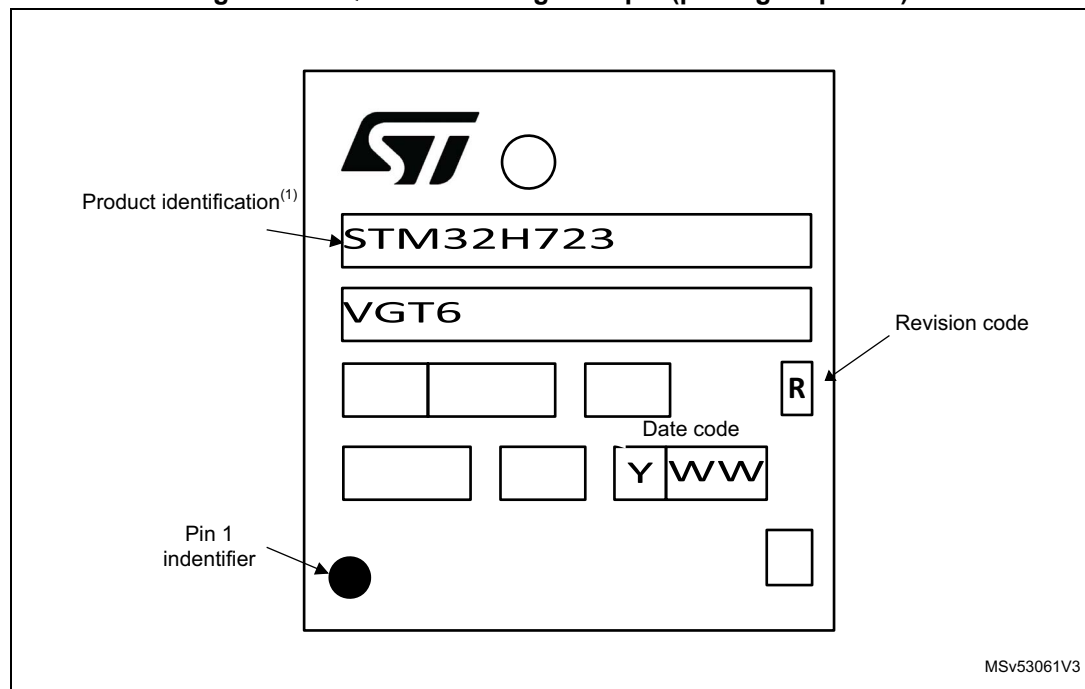 ST
Product identification(1)
STM32H723
VGT6
Revision code
R
Date code
Y WW
Pin 1
indentifier
MSv53061V3